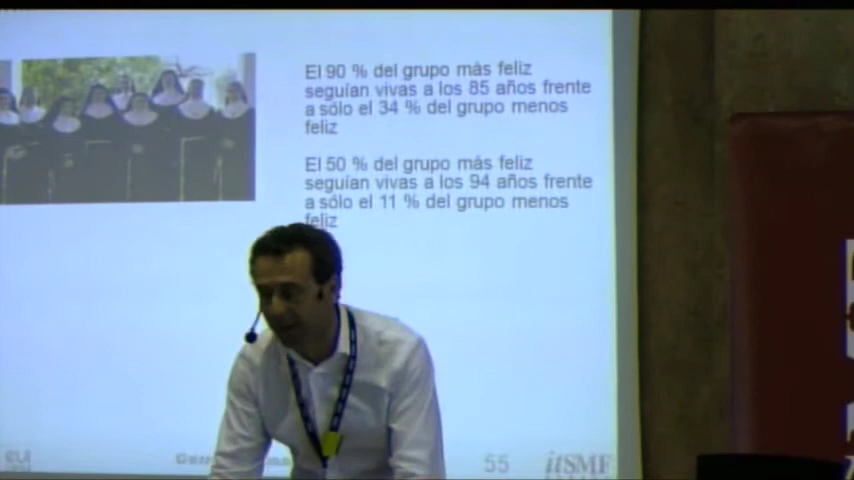 El 90 % del grupo más feliz
seguían vivas a los 85 años frente
a sólo el 34 % del grupo menos
feliz
El 50 % del grupo más feliz
seguían vivas a los 94 años frente
a sólo el 11 % del grupo menos
feliz
55
itSMF